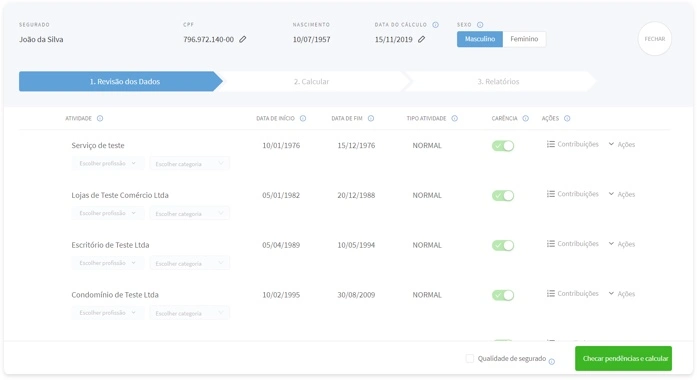 SEGURADO CPF NASCIMENTO DATA DO CÁLCULO SEXO
João da Silva 796.972.140-00 10/07/1957 15/11/2019 Masculino Feminino FECHAR
1. Revisão dos Dados 2. Calcular 3. Relatórios
ATIVIDADE DATA DE INÍCIO DATA DE FIM TIPO ATIVIDADE CARÊNCIA AÇÕES
Serviço de teste 10/01/1976 15/12/1976 NORMAL Contribuições Ações
Escolher profissão Escolher categoria
Lojas de Teste Comércio Ltda 05/01/1982 20/12/1988 NORMAL Contribuições Ações
Escolher profissão Escolher categoria
Escritório de Teste Ltda 05/04/1989 10/05/1994 NORMAL Contribuições Ações
Escolher profissão Escolher categoria
Condomínio de Teste Ltda 10/02/1995 30/08/2009 NORMAL Contribuições Ações
Escolher profissão Escolher categoria
Qualidade de segurado Checar pendências e calcular